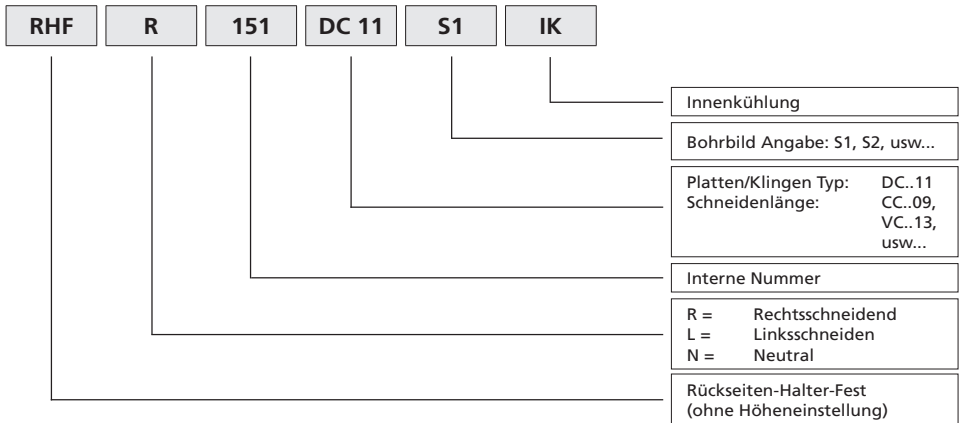 RHF R 151 DC 11 S1 IK
Innenkühlung
Bohrbild Angabe: S1, S2, usw...
Platten/Klingen Typ: DC..11
Schneidenlänge: CC..09,
VC..13,
usw...
Interne Nummer
R = Rechtsschneidend
L = Linksschneiden
N = Neutral
Rückseiten-Halter-Fest
(ohne Höheneinstellung)